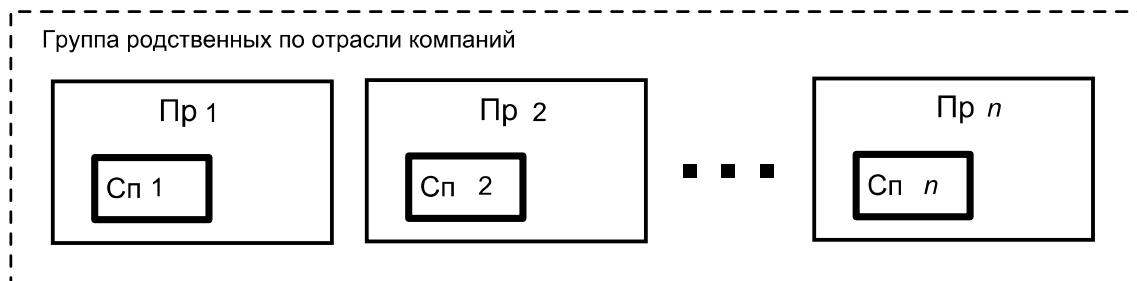 Группа родственных по отрасли компаний
Пр 1
Пр 2
Пр n
Сп 1
Сп 2
Сп n